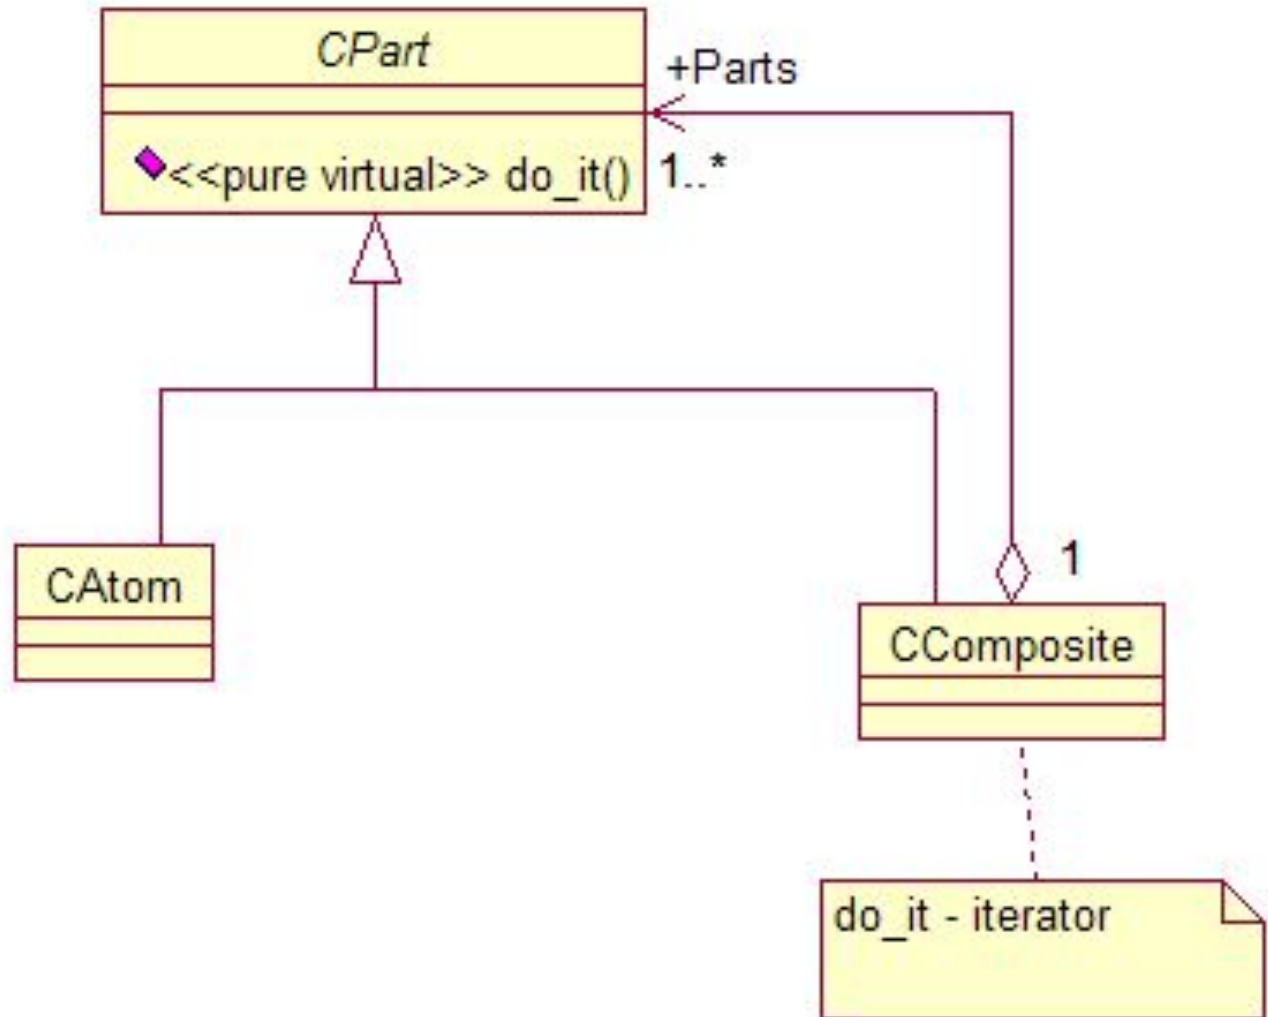 CPart
+Parts
<<pure virtual>> do_it()
1..*
CAtom
1
CComposite
do_it - iterator